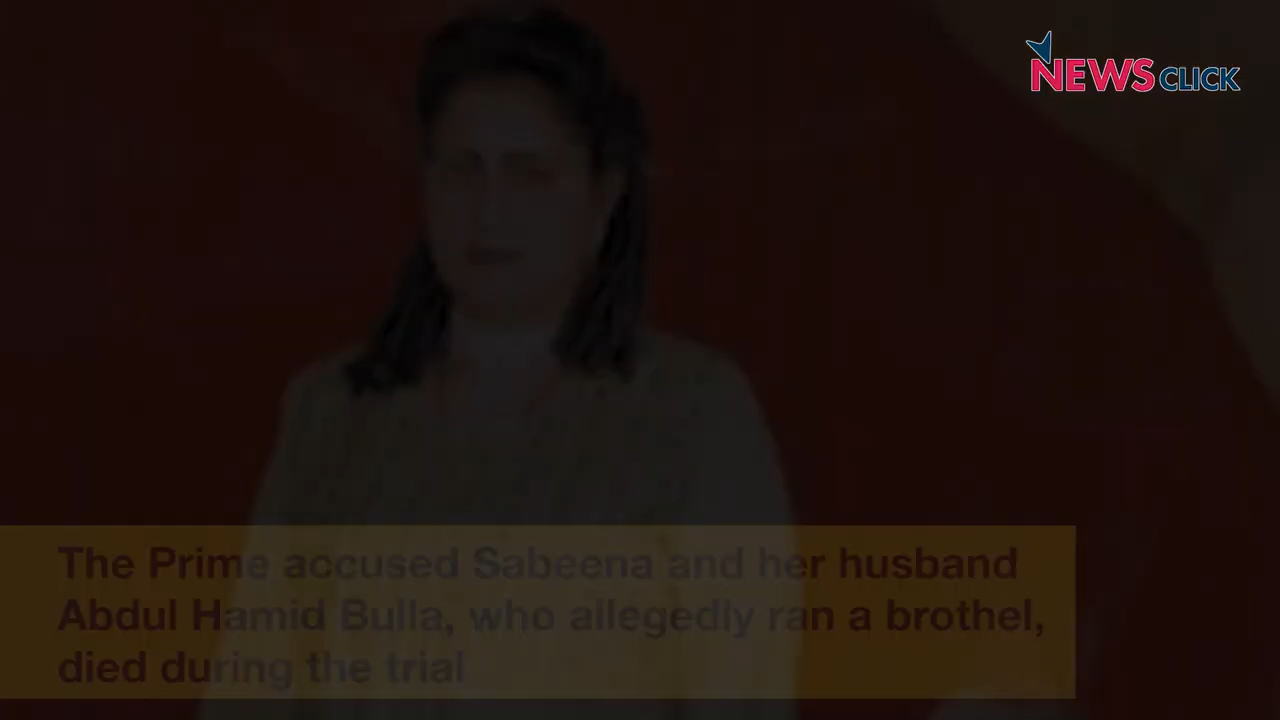 NEWSCLICK
The Prime accused Sabeena and her husband
Abdul Hamid Bulla, who allegedly ran a brothel,
died during the trial